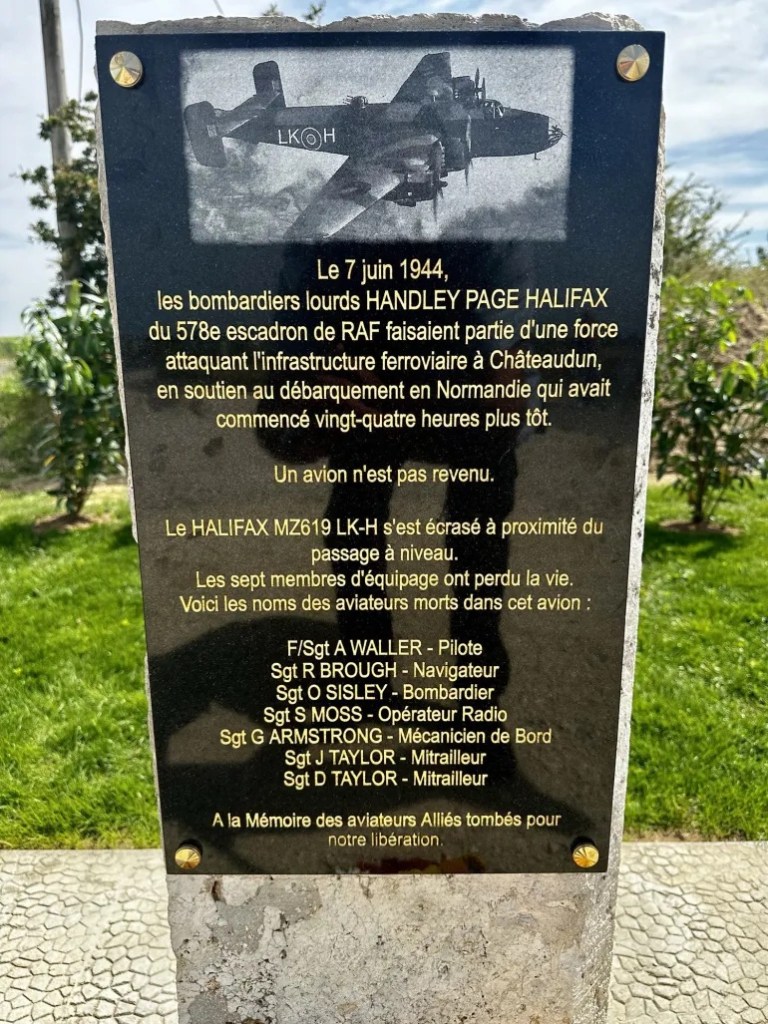 LK H
Le 7 juin 1944,
les bombardiers lourds HANDLEY PAGE HALIFAX
du 578e escadron de RAF faisaient partie d'une force
attaquant l'infrastructure ferroviaire à Châteaudun,
en soutien au débarquement en Normandie qui avait
commencé vingt-quatre heures plus tôt.
Un avion n'est pas revenu.
Le HALIFAX MZ619 LK-H s'est écrasé à proximité du
passage à niveau.
Les sept membres d'équipage ont perdu la vie.
Voici les noms des aviateurs morts dans cet avion :
F/Sgt A WALLER - Pilote
Sgt R BROUGH - Navigateur
Sgt O SISLEY - Bombardier
Sgt S MOSS - Opérateur Radio
Sgt G ARMSTRONG - Mécanicien de Bord
Sgt J TAYLOR - Mitrailleur
Sgt D TAYLOR - Mitrailleur
A la Mémoire des aviateurs Alliés tombés pour
notre libération.